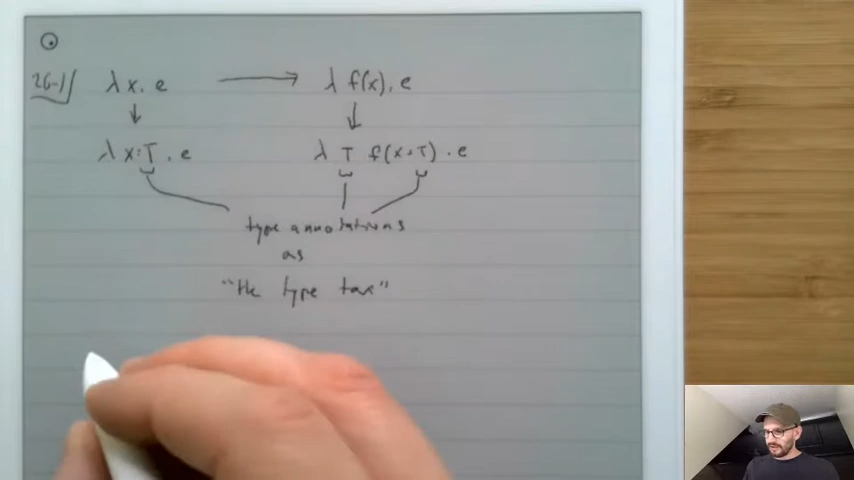 26-1/ λ x. e → λ f(x). e
↓ ↓
λ x:T. e λ T f(x:T). e
type annotations
as
"the type tax"